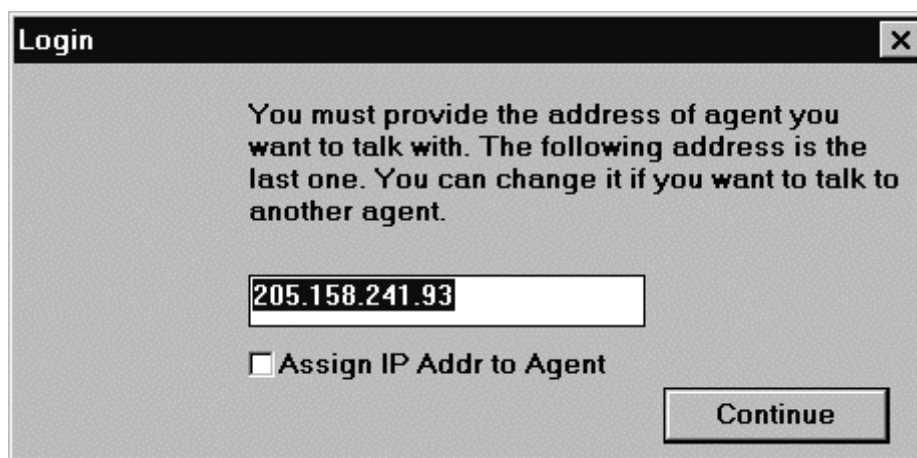 Login
You must provide the address of agent you
want to talk with. The following address is the
last one. You can change it if you want to talk to
another agent.
205.158.241.93
Assign IP Addr to Agent
Continue